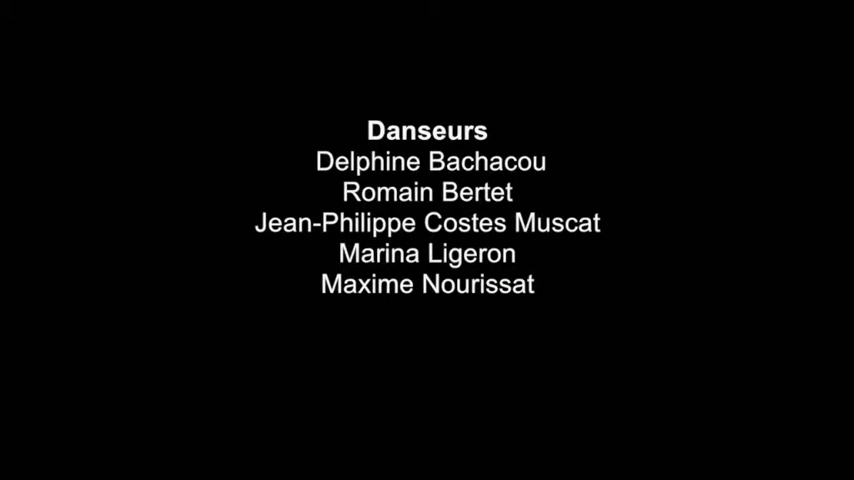 Danseurs
Delphine Bachacou
Romain Bertet
Jean-Philippe Costes Muscat
Marina Ligeron
Maxime Nourissat